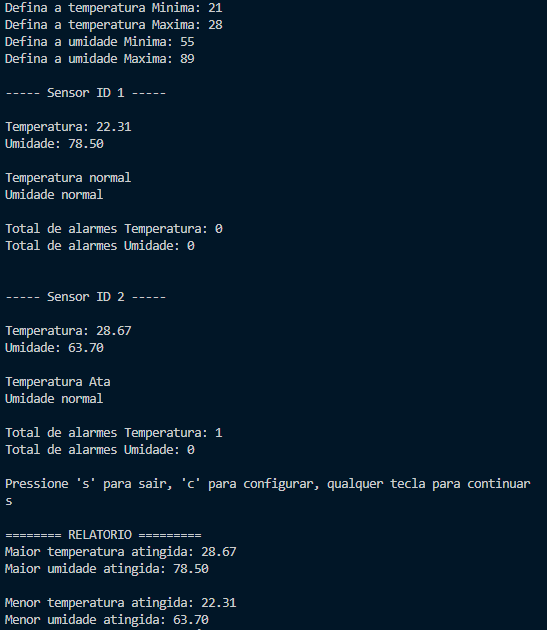 Defina a temperatura Minima: 21
Defina a temperatura Maxima: 28
Defina a umidade Minima: 55
Defina a umidade Maxima: 89
----- Sensor ID 1 -----
Temperatura: 22.31
Umidade: 78.50
Temperatura normal
Umidade normal
Total de alarmes Temperatura: 0
Total de alarmes Umidade: 0
----- Sensor ID 2 -----
Temperatura: 28.67
Umidade: 63.70
Temperatura Ata
Umidade normal
Total de alarmes Temperatura: 1
Total de alarmes Umidade: 0
Pressione 's' para sair, 'c' para configurar, qualquer tecla para continuar
s
======== RELATORIO =========
Maior temperatura atingida: 28.67
Maior umidade atingida: 78.50
Menor temperatura atingida: 22.31
Menor umidade atingida: 63.70